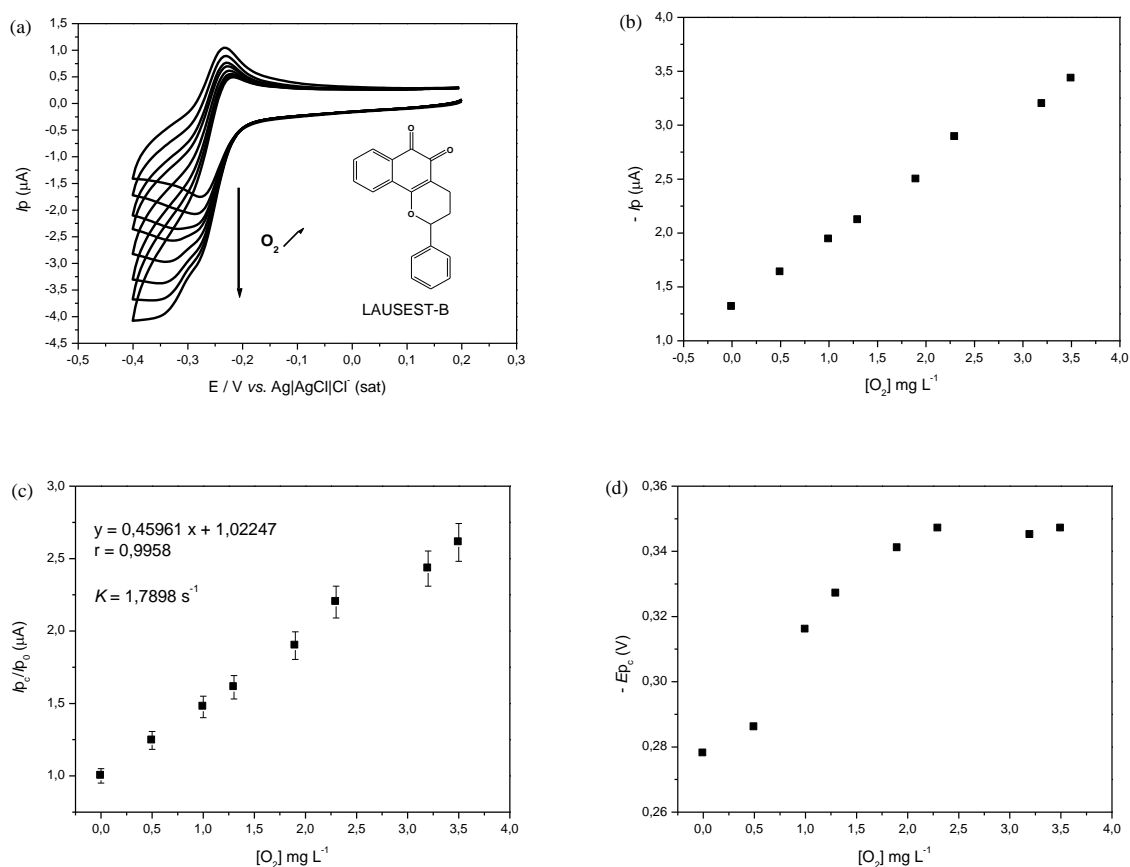 (a)
1,5
1,0
0,5
0,0
-0,5
-1,0
-1,5
-2,0
-2,5
-3,0
-3,5
-4,0
-4,5
Ip (µA)
-0,5 -0,4 -0,3 -0,2 -0,1 0,0 0,1 0,2 0,3
E / V vs. Ag|AgCl|Cl⁻ (sat)
O₂
O
O
O
LAUSEST-B
(b)
4,0
3,5
3,0
2,5
2,0
1,5
1,0
- Ip (µA)
-0,5 0,0 0,5 1,0 1,5 2,0 2,5 3,0 3,5 4,0
[O₂] mg L⁻¹
(c)
3,0
2,5
2,0
1,5
1,0
Ip_c/Ip₀ (µA)
y = 0,45961 x + 1,02247
r = 0,9958
K = 1,7898 s⁻¹
0,0 0,5 1,0 1,5 2,0 2,5 3,0 3,5 4,0
[O₂] mg L⁻¹
(d)
0,36
0,34
0,32
0,30
0,28
0,26
- Ep_c (V)
0,0 0,5 1,0 1,5 2,0 2,5 3,0 3,5 4,0
[O₂] mg L⁻¹